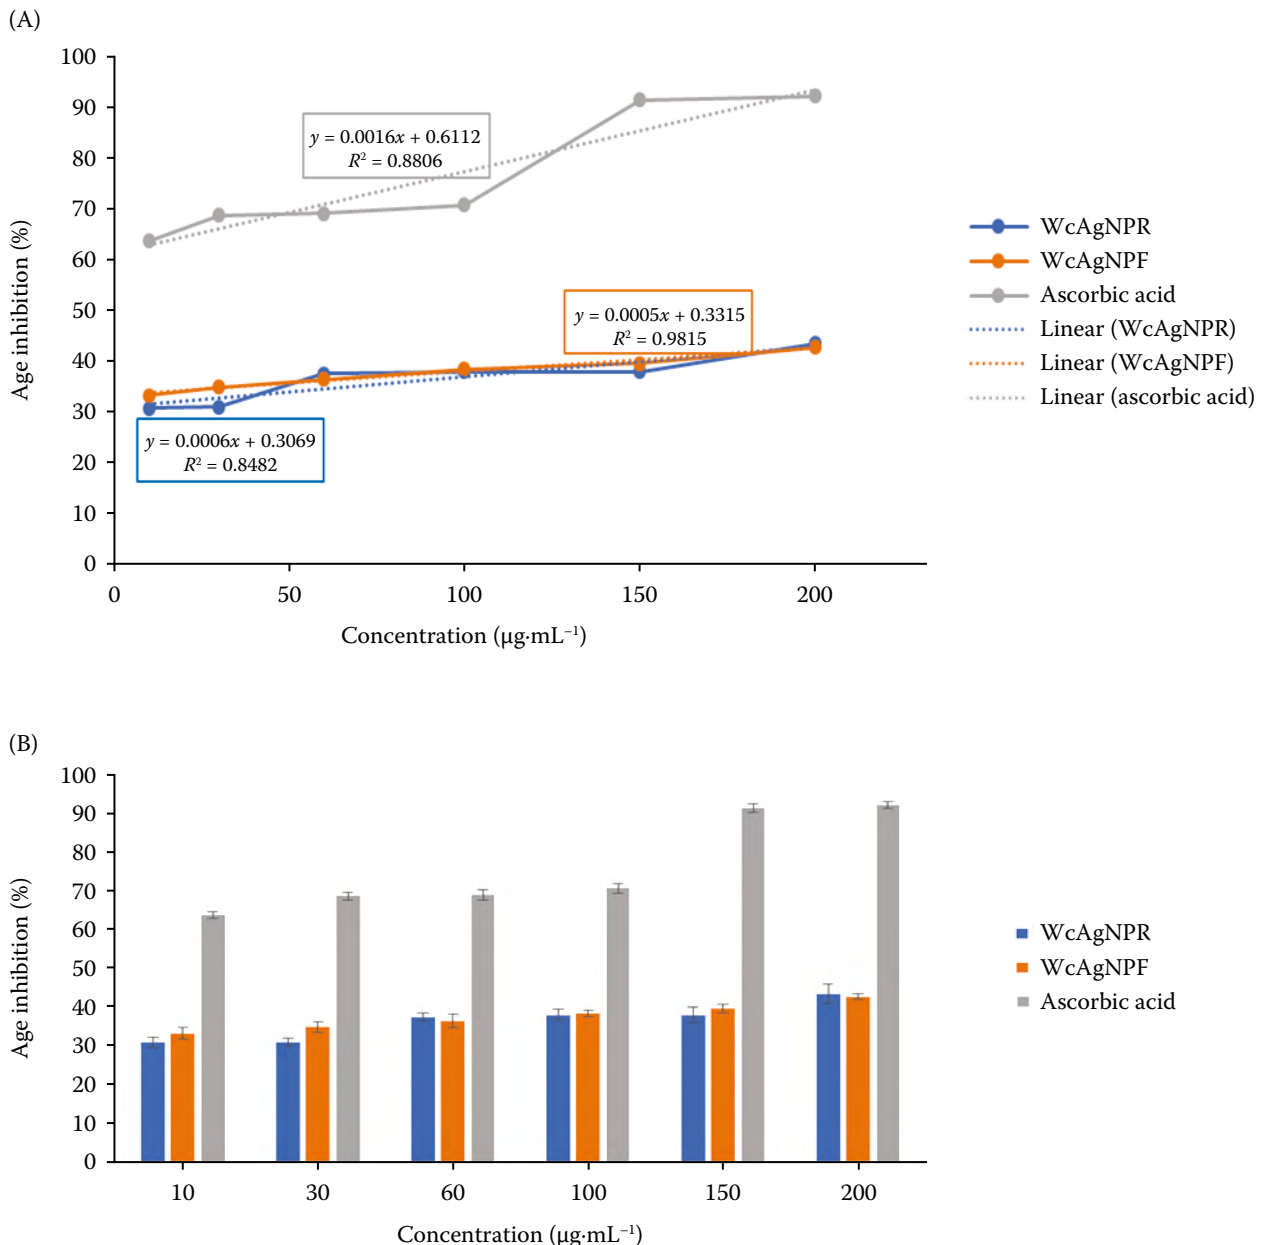 (A)
100
90
80
70
60
50
40
30
20
10
0
Age inhibition (%)
y = 0.0016x + 0.6112
R² = 0.8806
y = 0.0005x + 0.3315
R² = 0.9815
y = 0.0006x + 0.3069
R² = 0.8482
0 50 100 150 200
Concentration (µg·mL⁻¹)
WcAgNPR
WcAgNPF
Ascorbic acid
Linear (WcAgNPR)
Linear (WcAgNPF)
Linear (ascorbic acid)
(B)
100
90
80
70
60
50
40
30
20
10
0
Age inhibition (%)
10 30 60 100 150 200
Concentration (µg·mL⁻¹)
WcAgNPR
WcAgNPF
Ascorbic acid